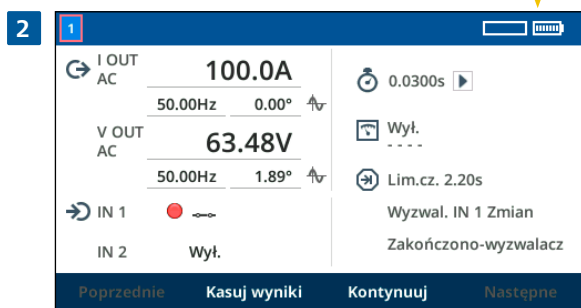 2
1
I OUT
AC
100.0A
50.00Hz 0.00°
V OUT
AC
63.48V
50.00Hz 1.89°
IN 1
IN 2 Wył.
0.0300s
Wył.
- - - -
Lim.cz. 2.20s
Wyzwal. IN 1 Zmian
Zakończono-wyzwalacz
Poprzednie Kasuj wyniki Kontynuuj Następne